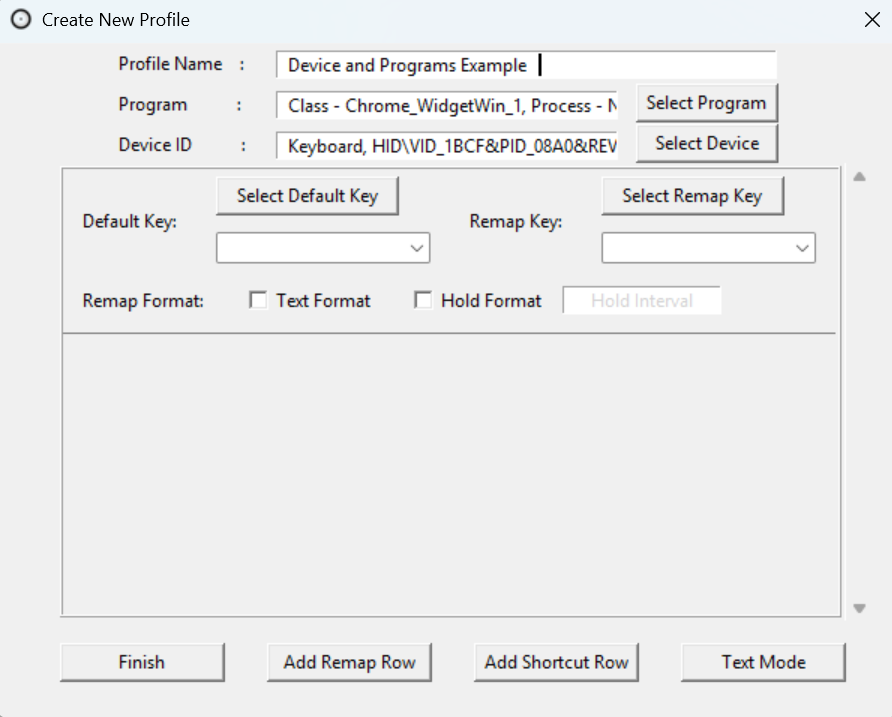 Create New Profile
Profile Name :
Device and Programs Example
Program :
Class - Chrome_WidgetWin_1, Process - N
Select Program
Device ID :
Keyboard, HID\VID_1BCF&PID_08A0&REV
Select Device
Select Default Key
Select Remap Key
Default Key:
Remap Key:
Remap Format:
Text Format
Hold Format
Hold Interval
Finish
Add Remap Row
Add Shortcut Row
Text Mode